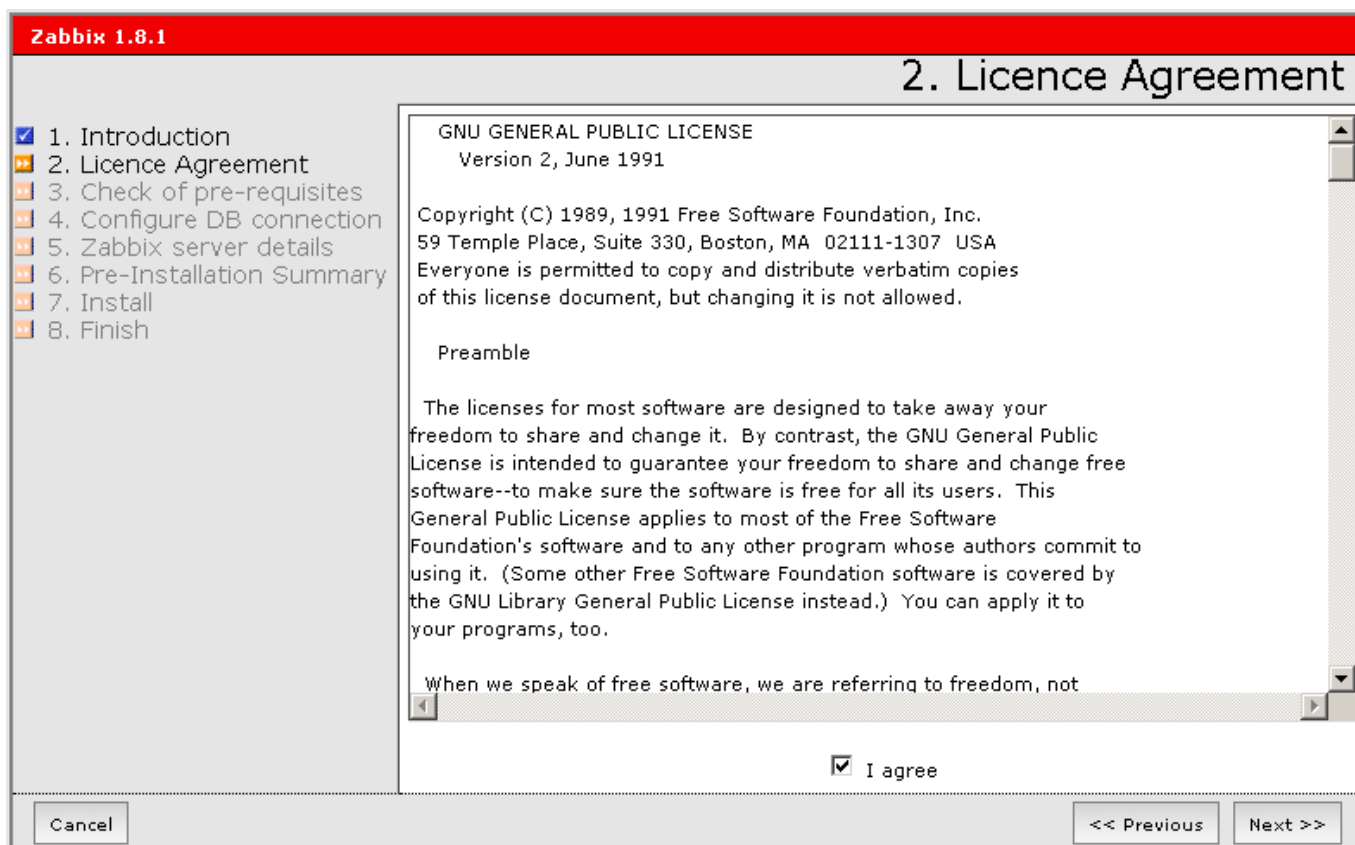 Zabbix 1.8.1
2. Licence Agreement
1. Introduction
2. Licence Agreement
3. Check of pre-requisites
4. Configure DB connection
5. Zabbix server details
6. Pre-Installation Summary
7. Install
8. Finish
GNU GENERAL PUBLIC LICENSE
Version 2, June 1991
Copyright (C) 1989, 1991 Free Software Foundation, Inc.
59 Temple Place, Suite 330, Boston, MA  02111-1307  USA
Everyone is permitted to copy and distribute verbatim copies
of this license document, but changing it is not allowed.
Preamble
The licenses for most software are designed to take away your
freedom to share and change it.  By contrast, the GNU General Public
License is intended to guarantee your freedom to share and change free
software--to make sure the software is free for all its users.  This
General Public License applies to most of the Free Software
Foundation's software and to any other program whose authors commit to
using it.  (Some other Free Software Foundation software is covered by
the GNU Library General Public License instead.)  You can apply it to
your programs, too.
When we speak of free software, we are referring to freedom, not
I agree
Cancel
<< Previous
Next >>